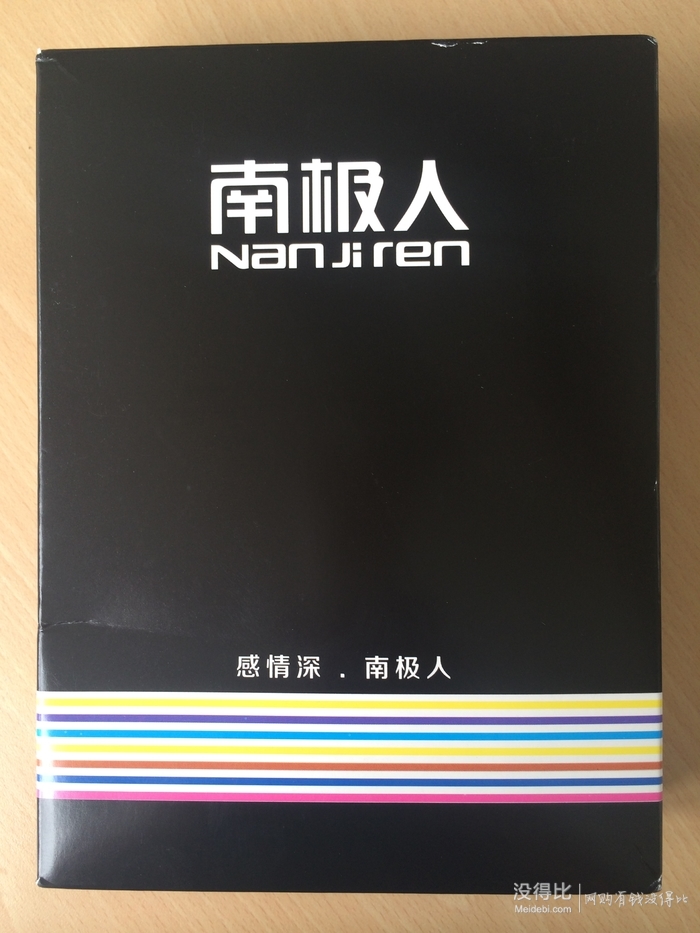 南极人
NanJiren
感情深．南极人
没得比 网购有钱没得比
Meidebi.com